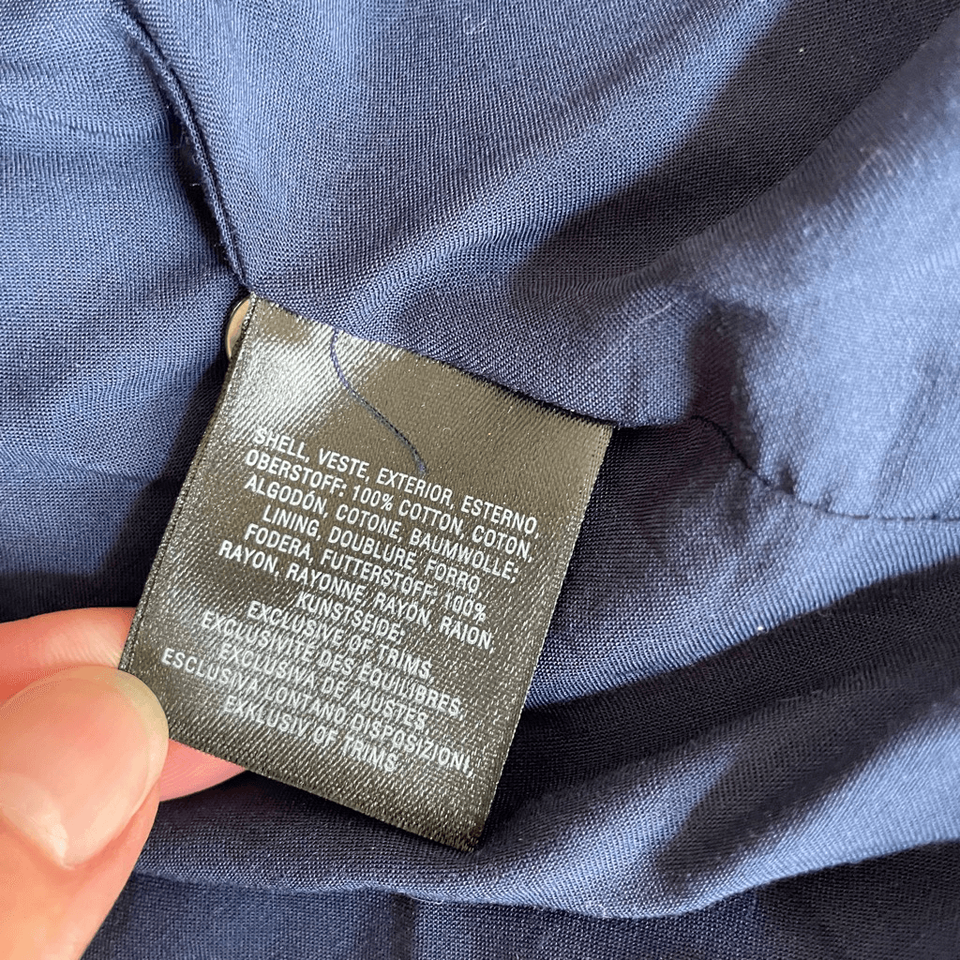 SHELL, VESTE, EXTERIOR, ESTERNO
OBERSTOFF: 100% COTTON, COTON,
ALGODÓN, COTONE, BAUMWOLLE;
LINING, DOUBLURE, FORRO,
FODERA, FUTTERSTOFF: 100%
RAYON, RAYONNE, RAYÓN, RAION,
KUNSTSEIDE;
EXCLUSIVE OF TRIMS,
EXCLUSIVITÉ DES ÉQUILIBRES,
EXCLUSIVA DE AJUSTES,
ESCLUSIVA LONTANO DISPOSIZIONI,
EXKLUSIV OF TRIMS